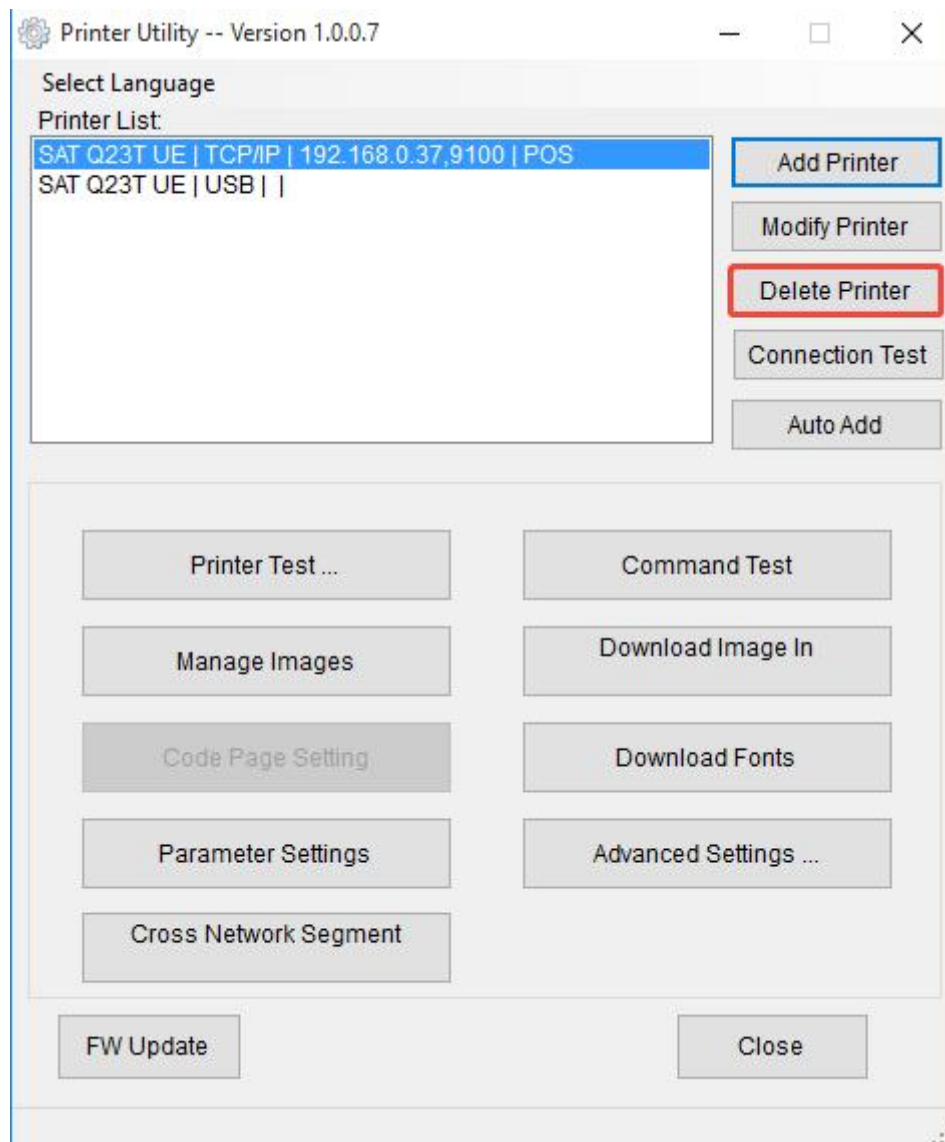 Printer Utility -- Version 1.0.0.7
Select Language
Printer List:
SAT Q23T UE | TCP/IP | 192.168.0.37,9100 | POS
SAT Q23T UE | USB | |
Add Printer
Modify Printer
Delete Printer
Connection Test
Auto Add
Printer Test ...
Command Test
Manage Images
Download Image In
Code Page Setting
Download Fonts
Parameter Settings
Advanced Settings ...
Cross Network Segment
FW Update
Close